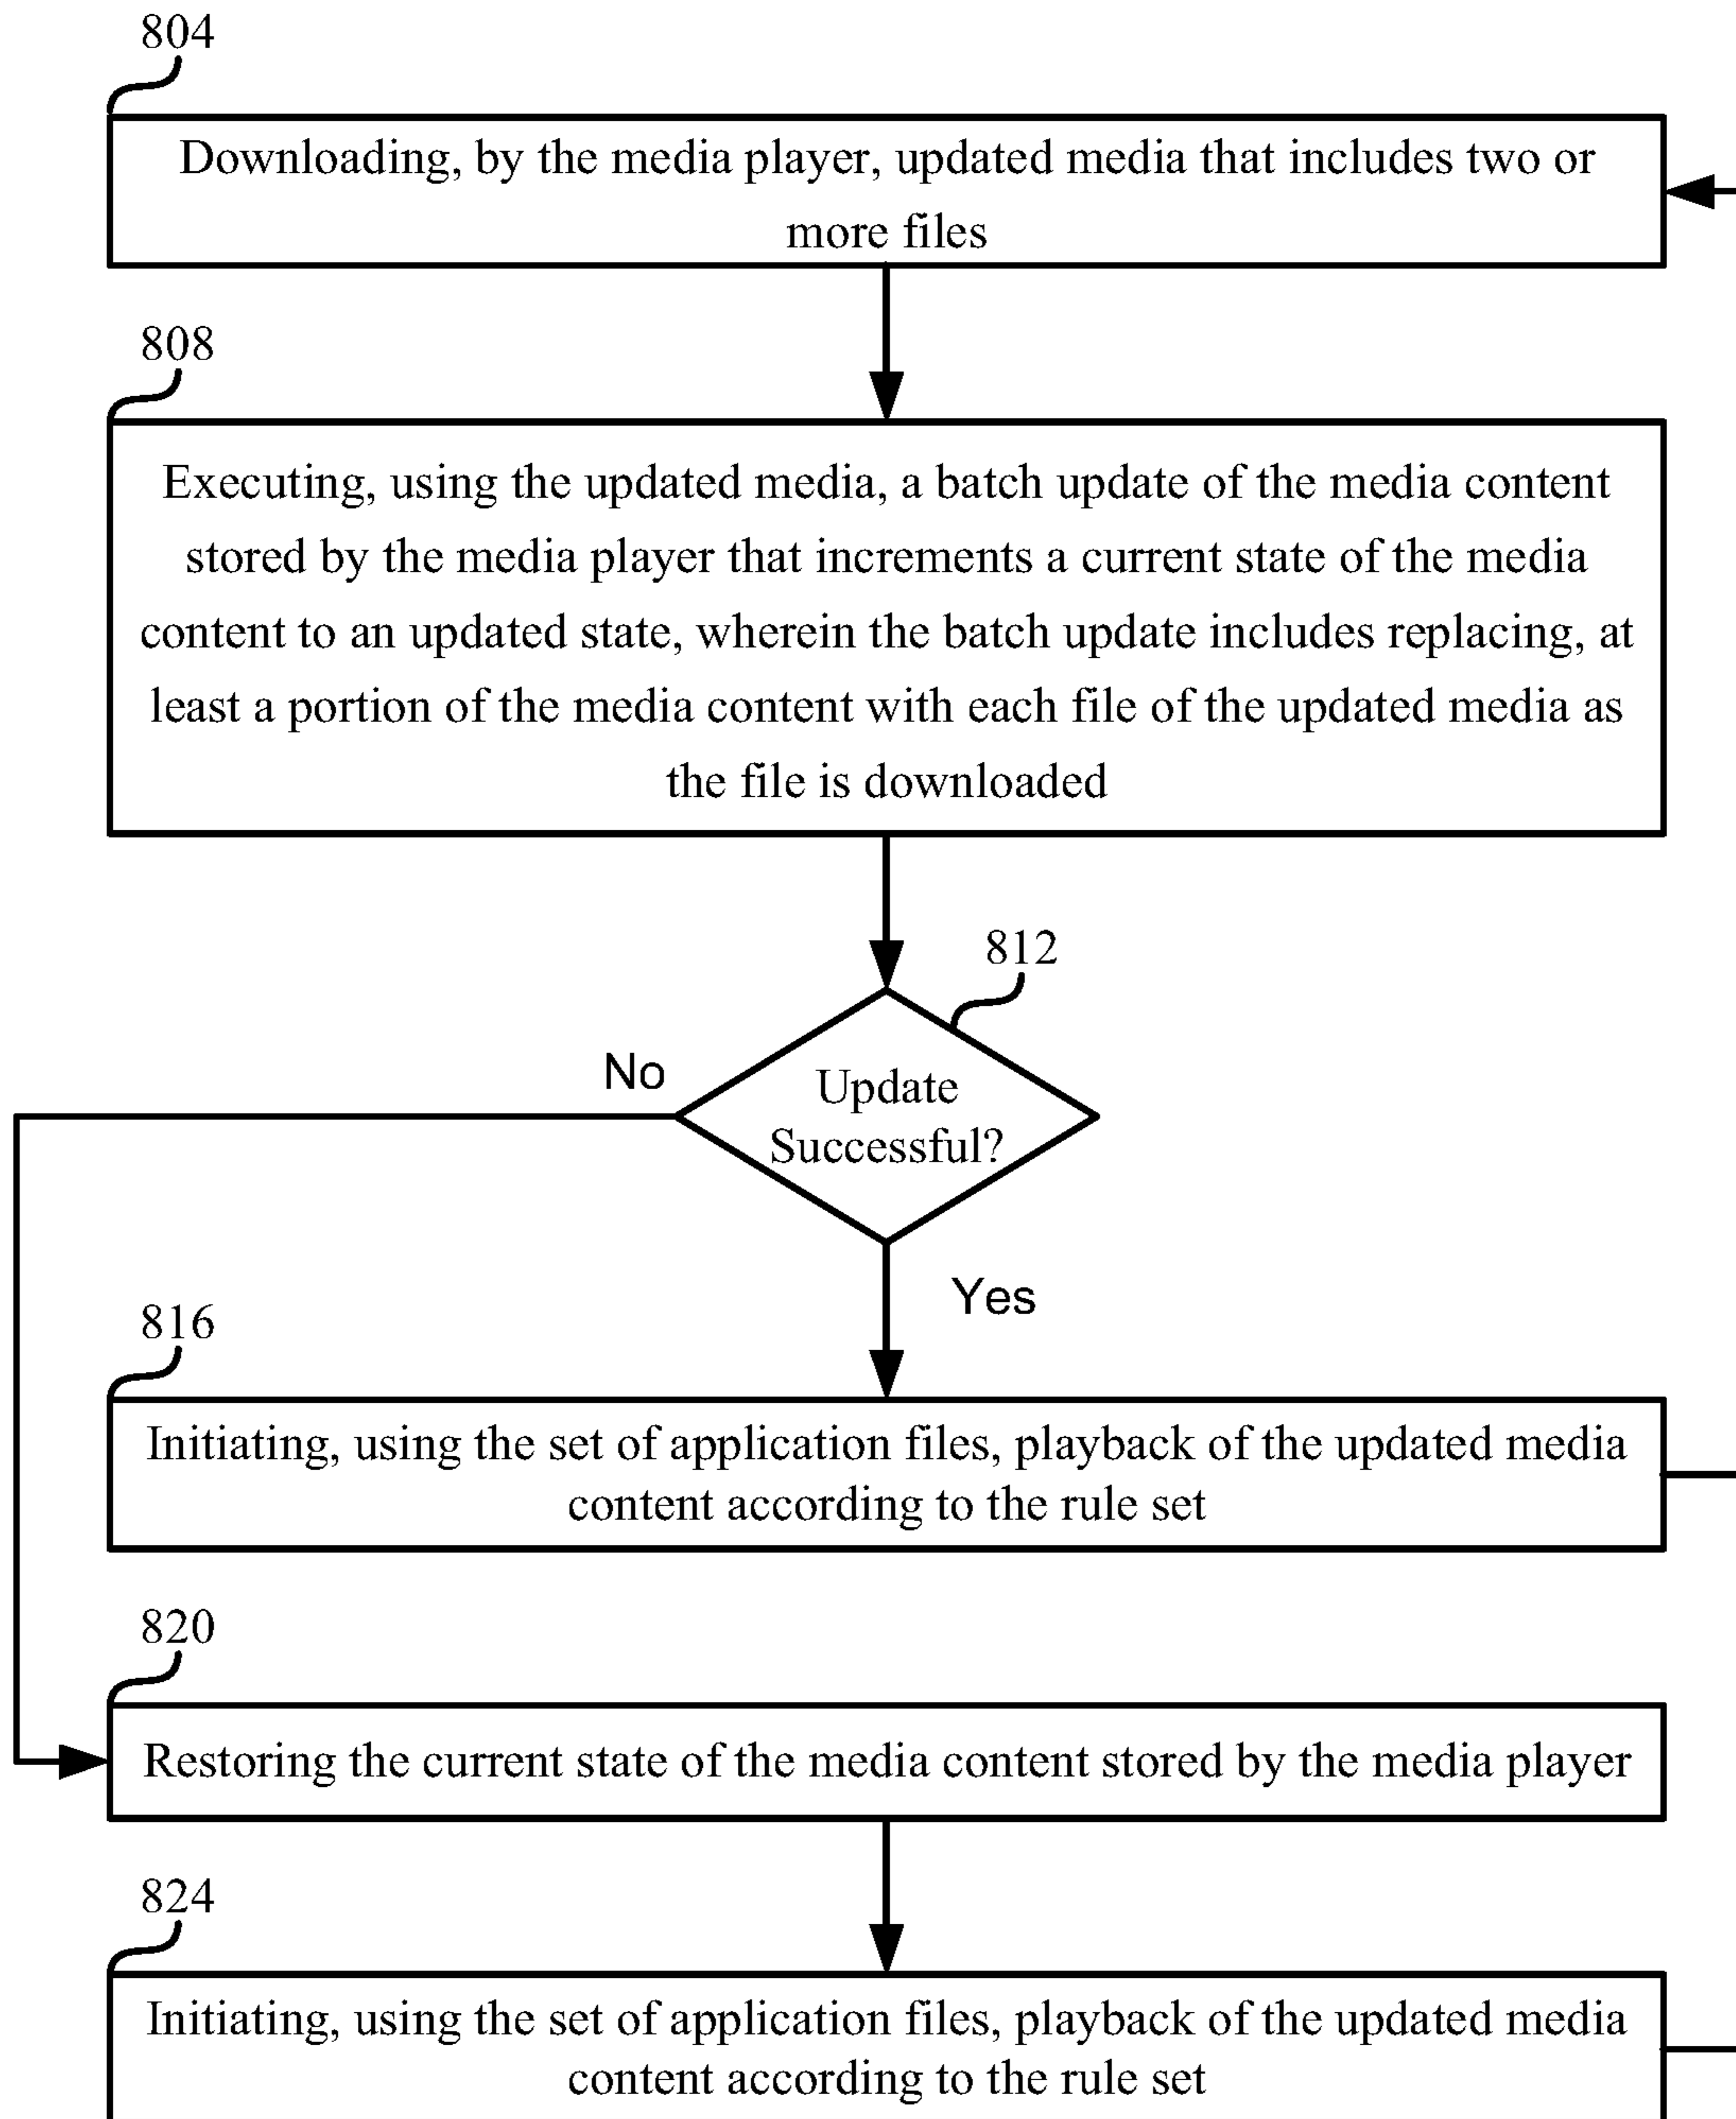 804
Downloading, by the media player, updated media that includes two or
more files
808
Executing, using the updated media, a batch update of the media content
stored by the media player that increments a current state of the media
content to an updated state, wherein the batch update includes replacing, at
least a portion of the media content with each file of the updated media as
the file is downloaded
812
No
Update
Successful?
Yes
816
Initiating, using the set of application files, playback of the updated media
content according to the rule set
820
Restoring the current state of the media content stored by the media player
824
Initiating, using the set of application files, playback of the updated media
content according to the rule set